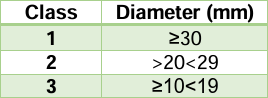 Class Diameter (mm)
1 ≥30
2 >20<29
3 ≥10<19